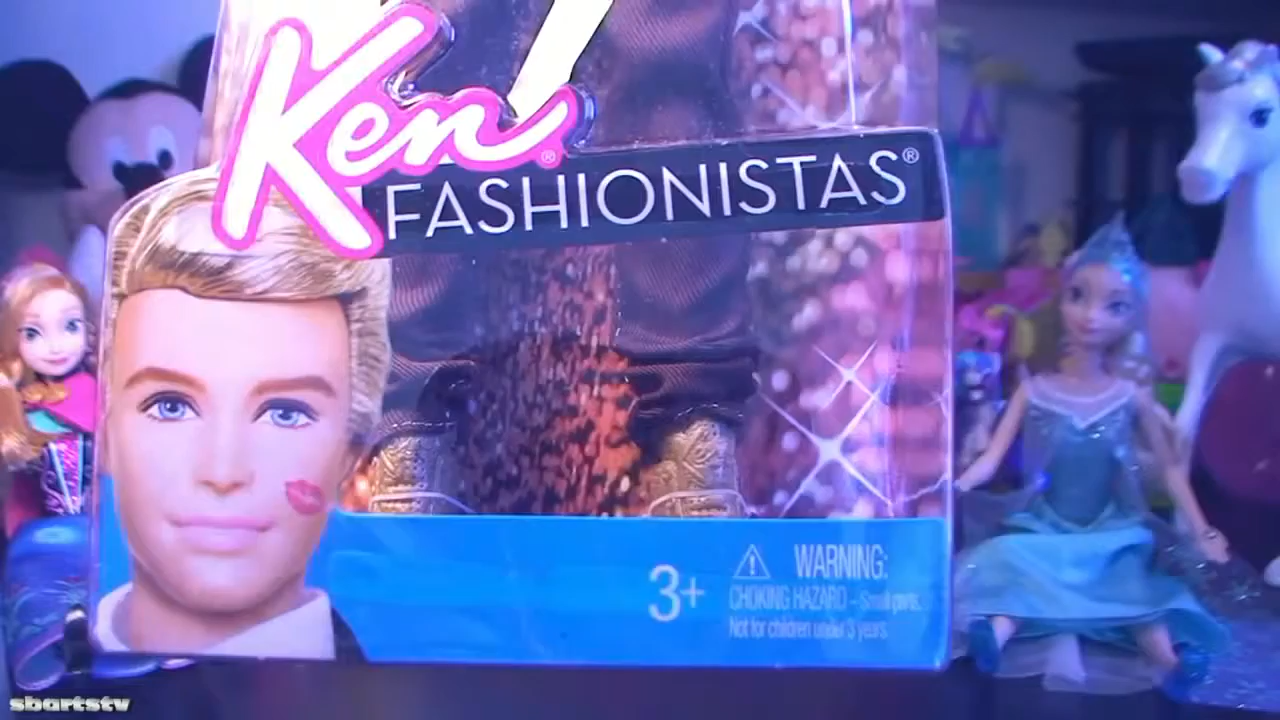 Ken®
FASHIONISTAS®
3+
WARNING:
CHOKING HAZARD – Small parts.
Not for children under 3 years.
sbartstv